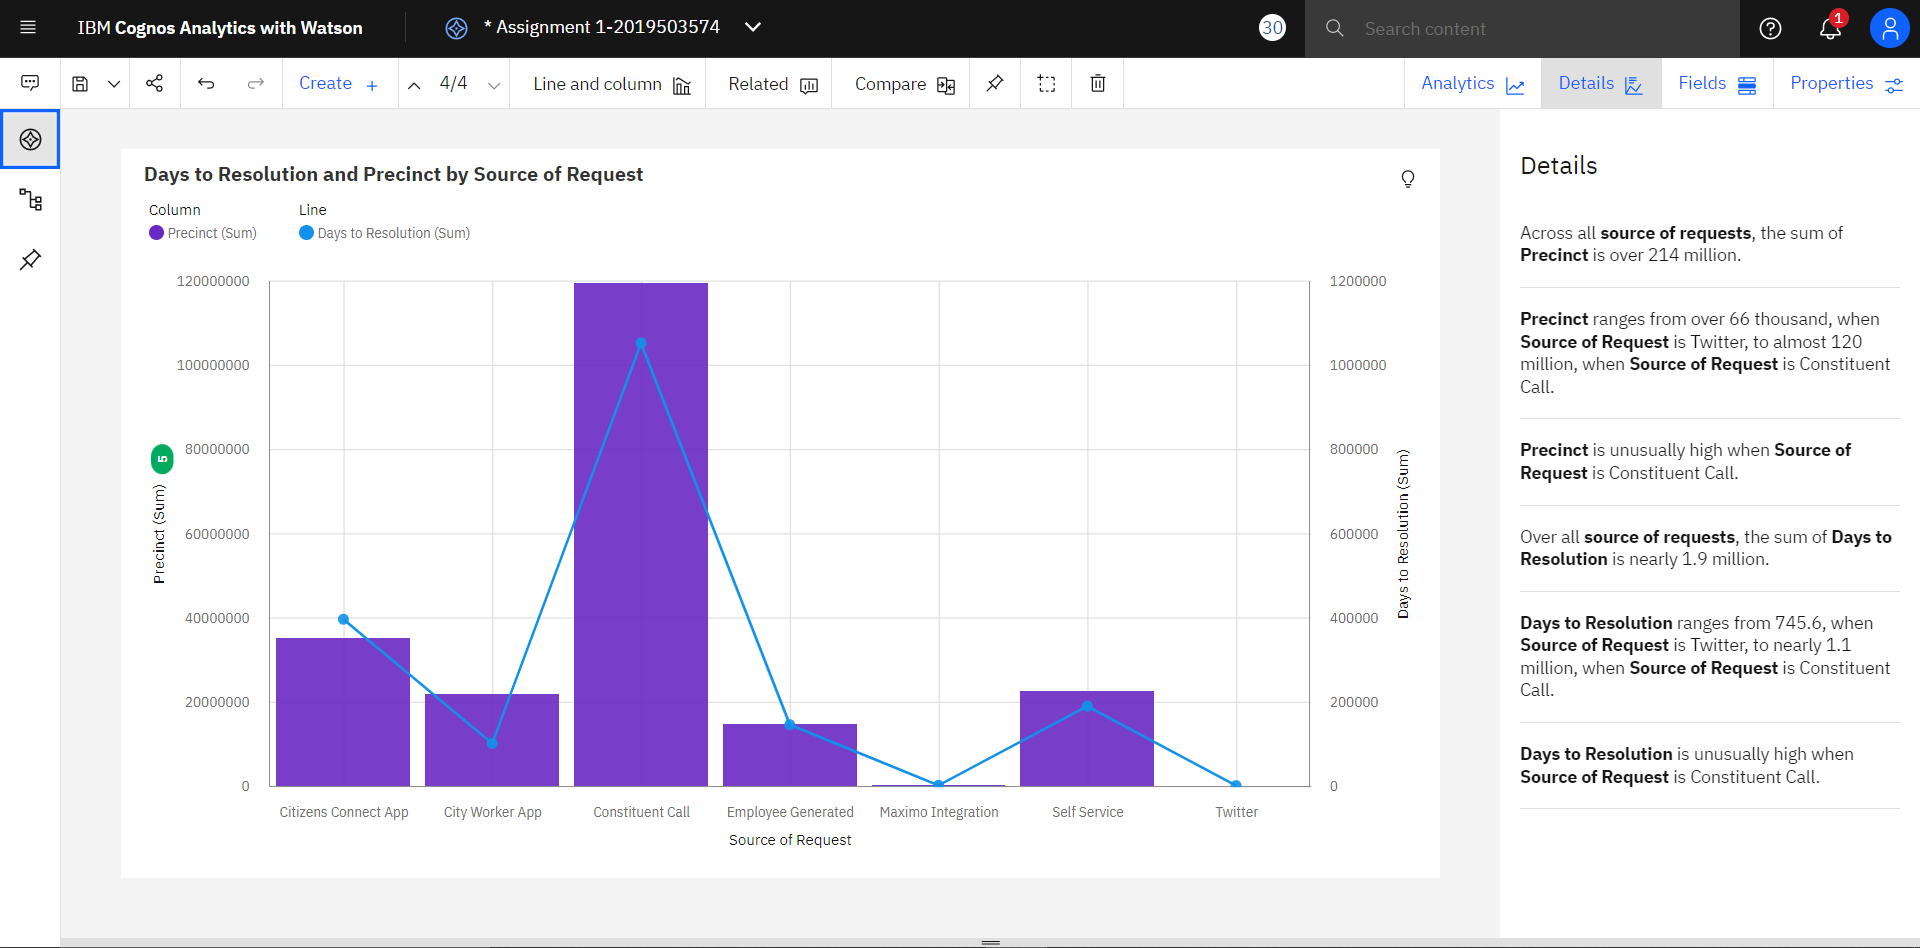 IBM Cognos Analytics with Watson
* Assignment 1-2019503574
30
Search content
1
Create +
4/4
Line and column
Related
Compare
Analytics
Details
Fields
Properties
Days to Resolution and Precinct by Source of Request
Column
Line
Precinct (Sum)
Days to Resolution (Sum)
120000000
100000000
80000000
60000000
40000000
20000000
0
5
Precinct (Sum)
1200000
1000000
800000
600000
400000
200000
0
Days to Resolution (Sum)
Citizens Connect App
City Worker App
Constituent Call
Employee Generated
Maximo Integration
Self Service
Twitter
Source of Request
Details
Across all source of requests, the sum of
Precinct is over 214 million.
Precinct ranges from over 66 thousand, when
Source of Request is Twitter, to almost 120
million, when Source of Request is Constituent
Call.
Precinct is unusually high when Source of
Request is Constituent Call.
Over all source of requests, the sum of Days to
Resolution is nearly 1.9 million.
Days to Resolution ranges from 745.6, when
Source of Request is Twitter, to nearly 1.1
million, when Source of Request is Constituent
Call.
Days to Resolution is unusually high when
Source of Request is Constituent Call.